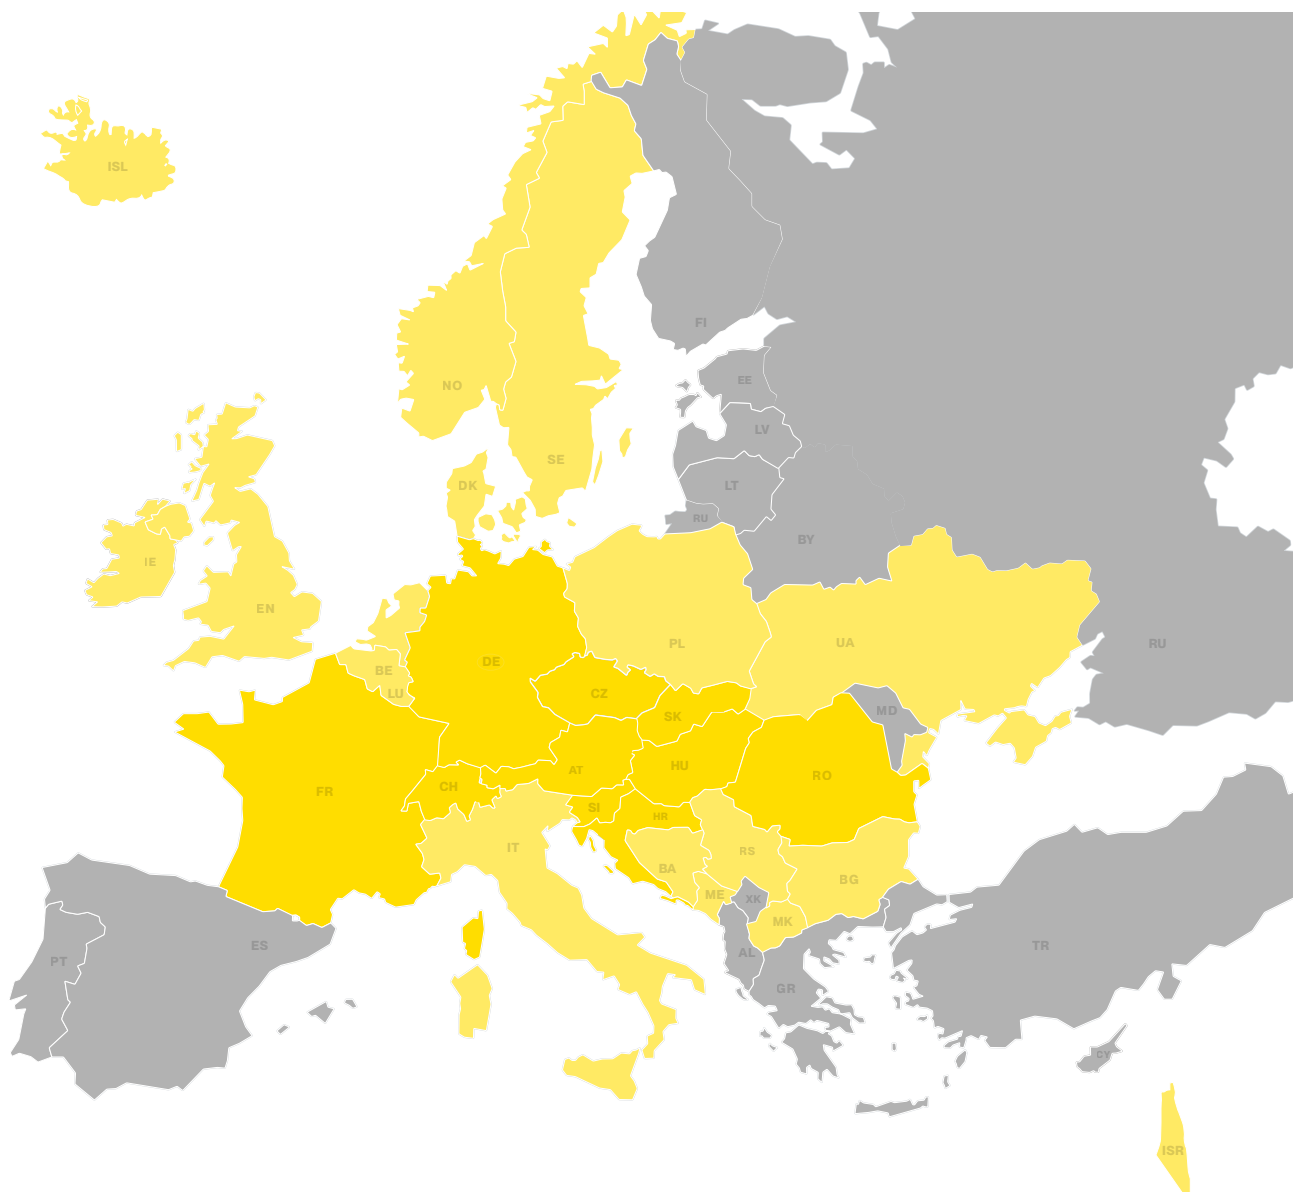 ISL
FI
EE
NO
LV
SE
DK
LT
RU
BY
IE
EN
PL
UA
RU
DE
BE
LU
CZ
MD
SK
HU
AT
RO
CH
FR
SI
HR
IT
RS
BA
BG
ME
XK
MK
ES
TR
AL
PT
GR
CY
ISR